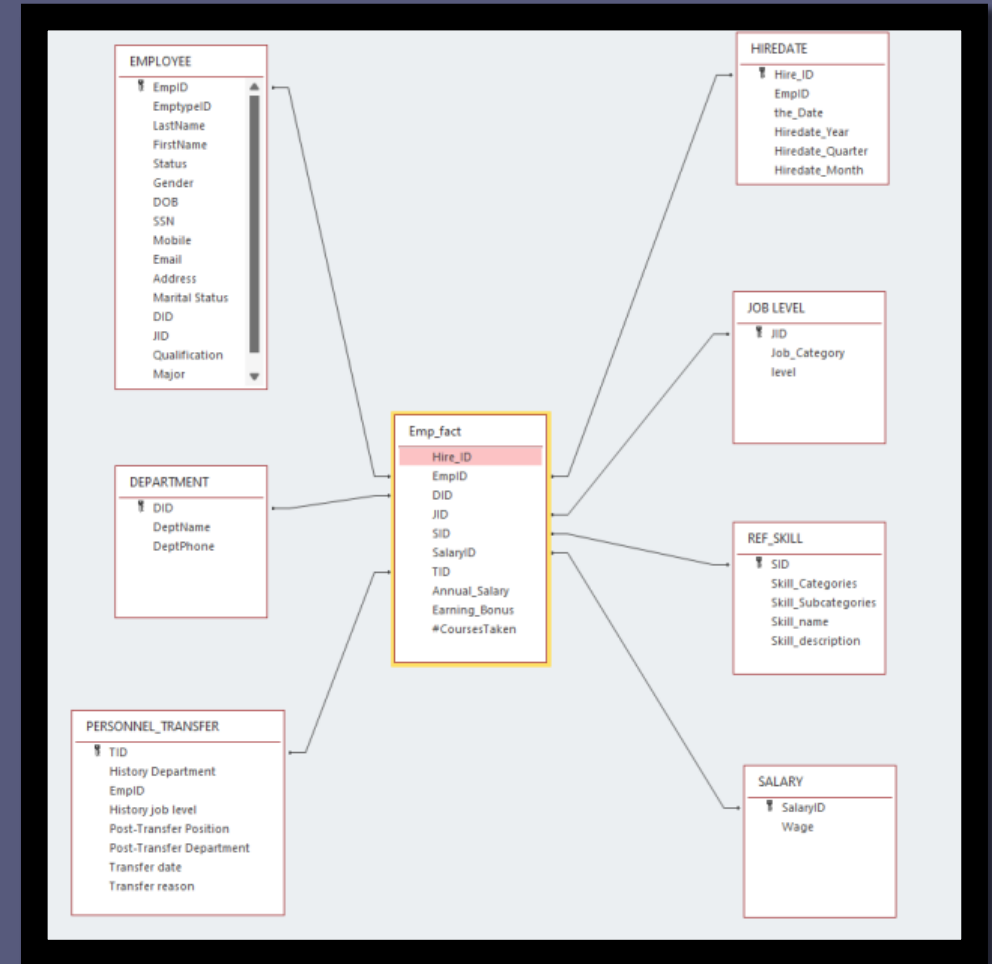 EMPLOYEE
EmpID
EmptypeID
LastName
FirstName
Status
Gender
DOB
SSN
Mobile
Email
Address
Marital Status
DID
JID
Qualification
Major
HIREDATE
Hire_ID
EmpID
the_Date
Hiredate_Year
Hiredate_Quarter
Hiredate_Month
JOB LEVEL
JID
Job_Category
level
Emp_fact
Hire_ID
EmpID
DID
JID
SID
SalaryID
TID
Annual_Salary
Earning_Bonus
#CoursesTaken
DEPARTMENT
DID
DeptName
DeptPhone
REF_SKILL
SID
Skill_Categories
Skill_Subcategories
Skill_name
Skill_description
PERSONNEL_TRANSFER
TID
History Department
EmpID
History job level
Post-Transfer Position
Post-Transfer Department
Transfer date
Transfer reason
SALARY
SalaryID
Wage